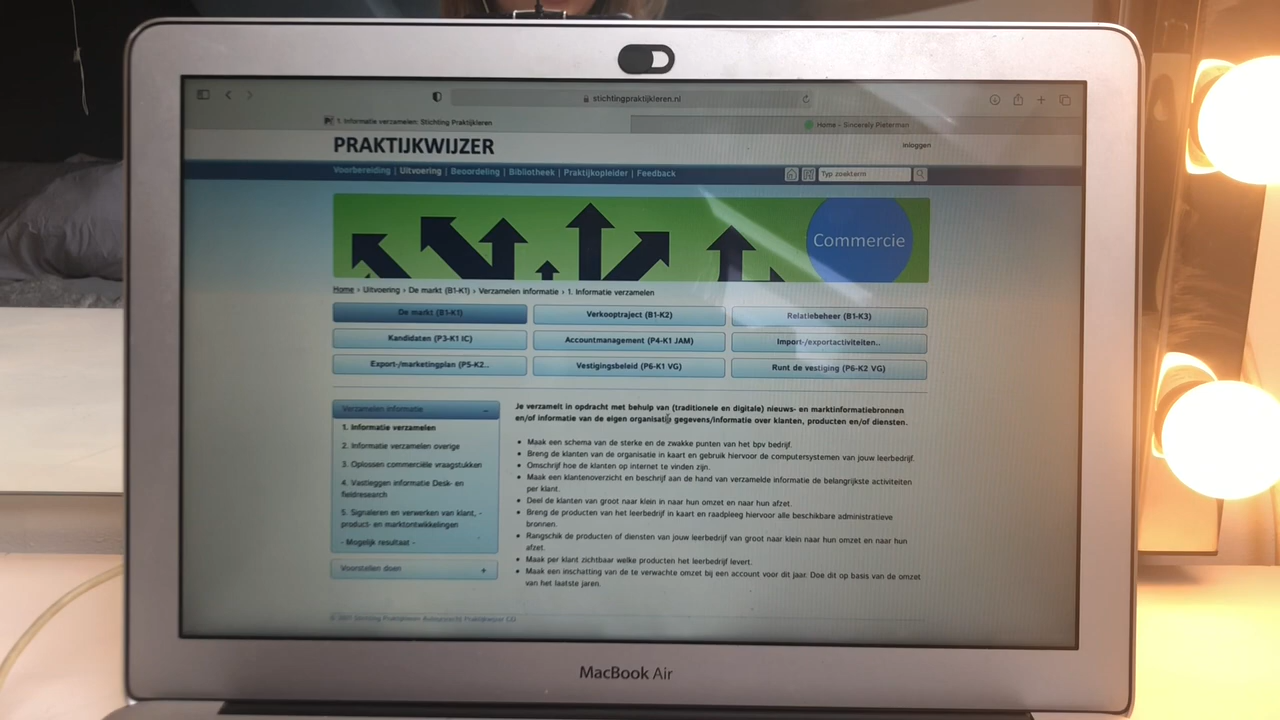 stichtingpraktijkleren.nl
1. Informatie verzamelen: Stichting Praktijkleren
Home - Sincerely Pieterman
PRAKTIJKWIJZER
Inloggen
Voorbereiding | Uitvoering | Beoordeling | Bibliotheek | Praktijkopleider | Feedback
Typ zoekterm
Commercie
Home › Uitvoering › De markt (B1-K1) › Verzamelen informatie › 1. Informatie verzamelen
De markt (B1-K1)
Verkooptraject (B1-K2)
Relatiebeheer (B1-K3)
Kandidaten (P3-K1 IC)
Accountmanagement (P4-K1 JAM)
Import-/exportactiviteiten..
Export-/marketingplan (P5-K2...
Vestigingsbeleid (P6-K1 VG)
Runt de vestiging (P6-K2 VG)
Verzamelen informatie -
1. Informatie verzamelen
2. Informatie verzamelen overige
3. Oplossen commerciële vraagstukken
4. Vastleggen informatie Desk- en
fieldresearch
5. Signaleren en verwerken van klant, -
product- en marktontwikkelingen
- Mogelijk resultaat -
Voorstellen doen +
Je verzamelt in opdracht met behulp van (traditionele en digitale) nieuws- en marktinformatiebronnen
en/of informatie van de eigen organisatie gegevens/informatie over klanten, producten en/of diensten.
• Maak een schema van de sterke en de zwakke punten van het bpv bedrijf.
• Breng de klanten van de organisatie in kaart en gebruik hiervoor de computersystemen van jouw leerbedrijf.
• Omschrijf hoe de klanten op internet te vinden zijn.
• Maak een klantenoverzicht en beschrijf aan de hand van verzamelde informatie de belangrijkste activiteiten
per klant.
• Deel de klanten van groot naar klein in naar hun omzet en naar hun afzet.
• Breng de producten van het leerbedrijf in kaart en raadpleeg hiervoor alle beschikbare administratieve
bronnen.
• Rangschik de producten of diensten van jouw leerbedrijf van groot naar klein naar hun omzet en naar hun
afzet.
• Maak per klant zichtbaar welke producten het leerbedrijf levert.
• Maak een inschatting van de te verwachte omzet bij een account voor dit jaar. Doe dit op basis van de omzet
van het laatste jaren.
Stichting Praktijkleren
MacBook Air